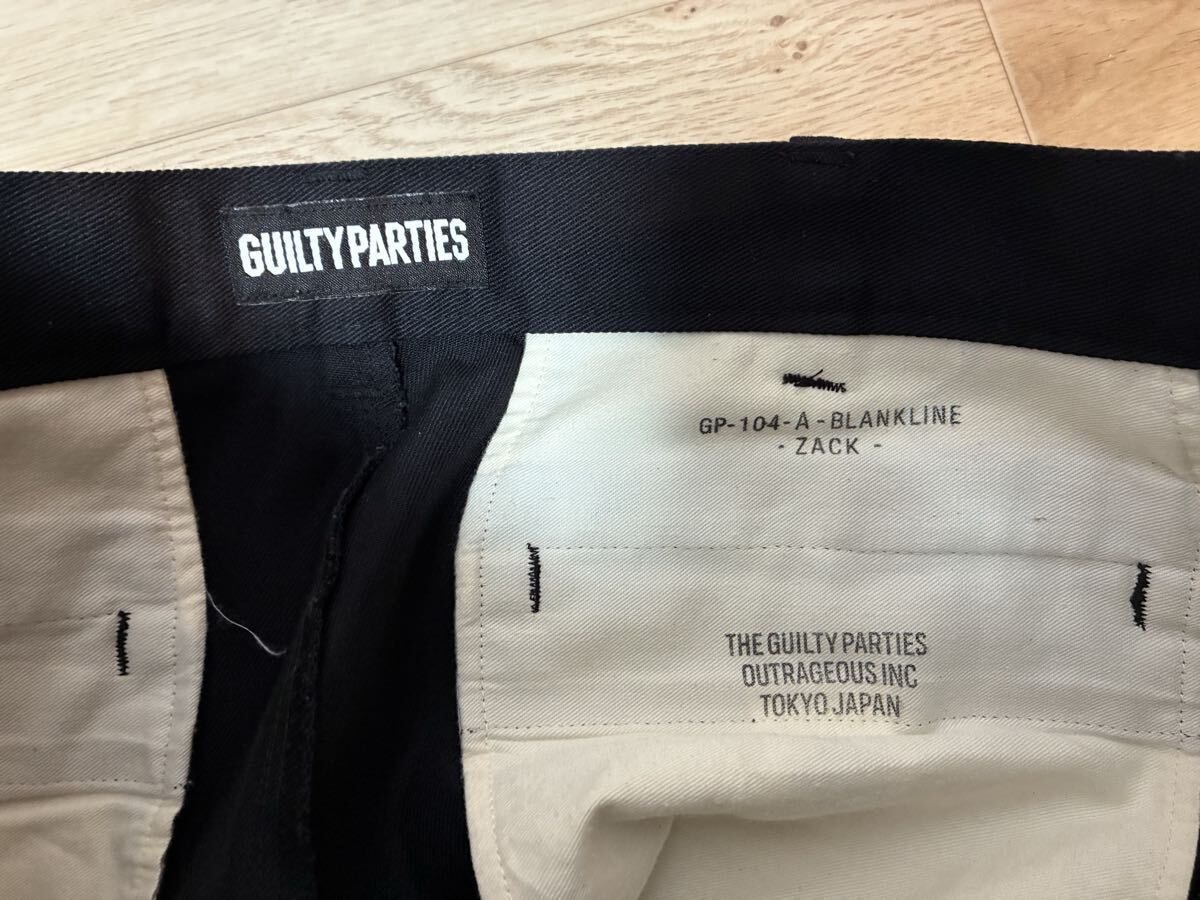 GUILTY PARTIES
GP-104-A-BLANKLINE
- ZACK -
THE GUILTY PARTIES
OUTRAGEOUS INC
TOKYO JAPAN